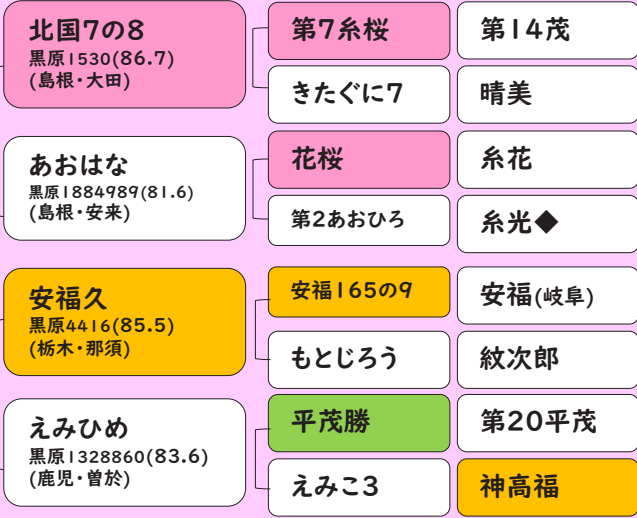 北国7の8
黒原1530(86.7)
(島根・大田)
第7糸桜
第14茂
きたぐに7
晴美
あおはな
黒原1884989(81.6)
(島根・安来)
花桜
糸花
第2あおひろ
糸光◆
安福久
黒原4416(85.5)
(栃木・那須)
安福165の9
安福(岐阜)
もとじろう
紋次郎
えみひめ
黒原1328860(83.6)
(鹿児・曽於)
平茂勝
第20平茂
えみこ3
神高福